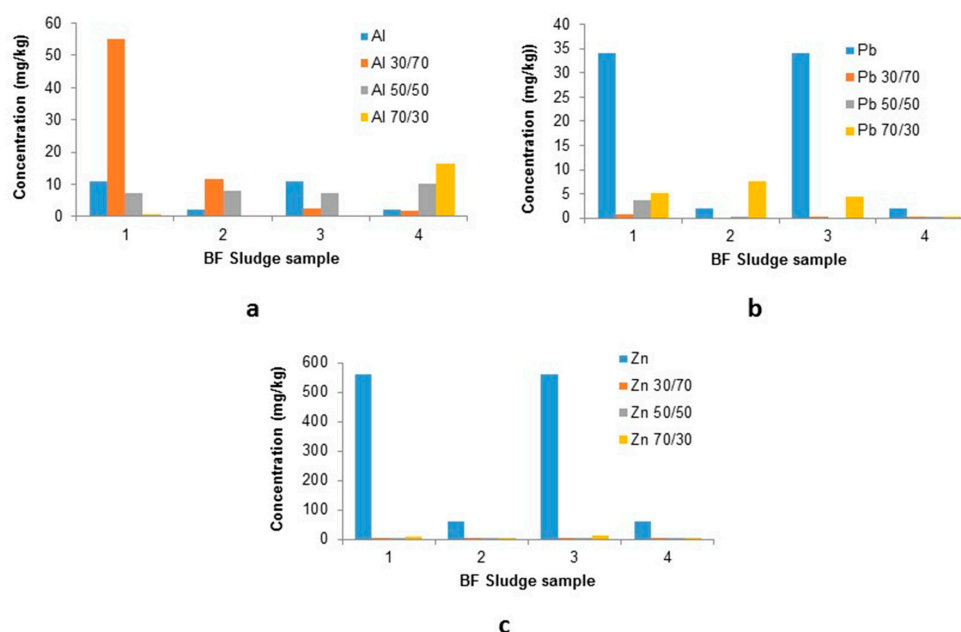 60
50
40
30
20
10
0
Concentration (mg/kg)
Al
Al 30/70
Al 50/50
Al 70/30
1 2 3 4
BF Sludge sample
a
40
35
30
25
20
15
10
5
0
Concentration (mg/kg))
Pb
Pb 30/70
Pb 50/50
Pb 70/30
1 2 3 4
BF Sludge sample
b
600
500
400
300
200
100
0
Concentration (mg/kg)
Zn
Zn 30/70
Zn 50/50
Zn 70/30
1 2 3 4
BF Sludge sample
c